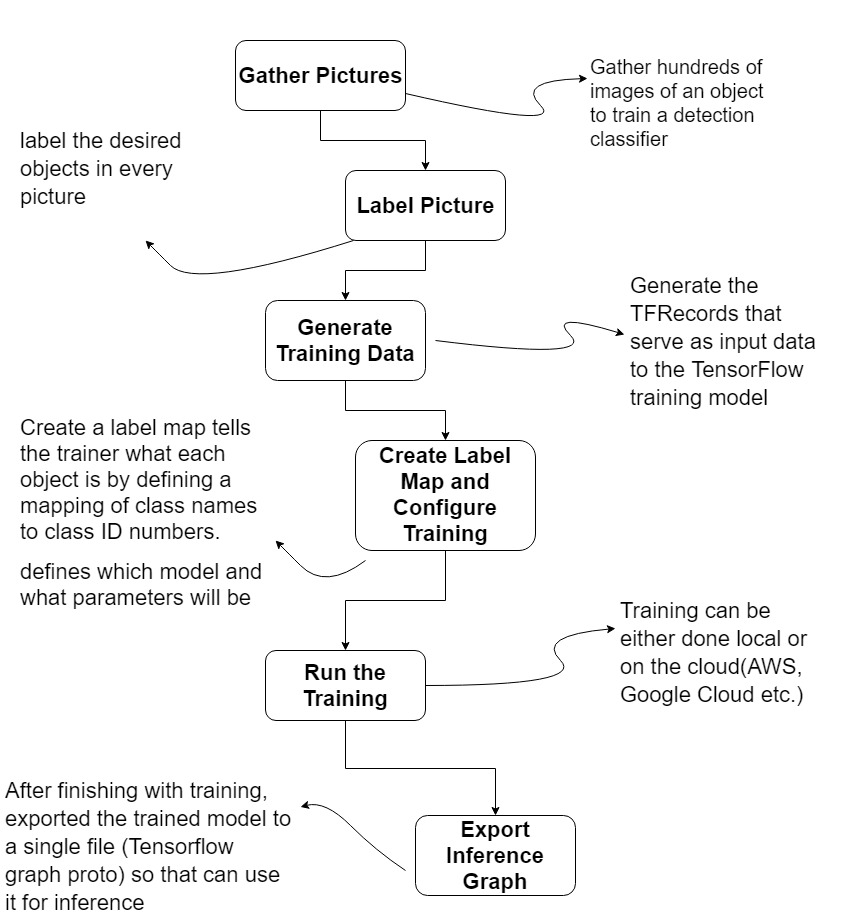 Gather Pictures
Gather hundreds of
images of an object
to train a detection
classifier
label the desired
objects in every
picture
Label Picture
Generate
Training Data
Generate the
TFRecords that
serve as input data
to the TensorFlow
training model
Create a label map tells
the trainer what each
object is by defining a
mapping of class names
to class ID numbers.
defines which model and
what parameters will be
Create Label
Map and
Configure
Training
Run the
Training
Training can be
either done local or
on the cloud(AWS,
Google Cloud etc.)
After finishing with training,
exported the trained model to
a single file (Tensorflow
graph proto) so that can use
it for inference
Export
Inference
Graph